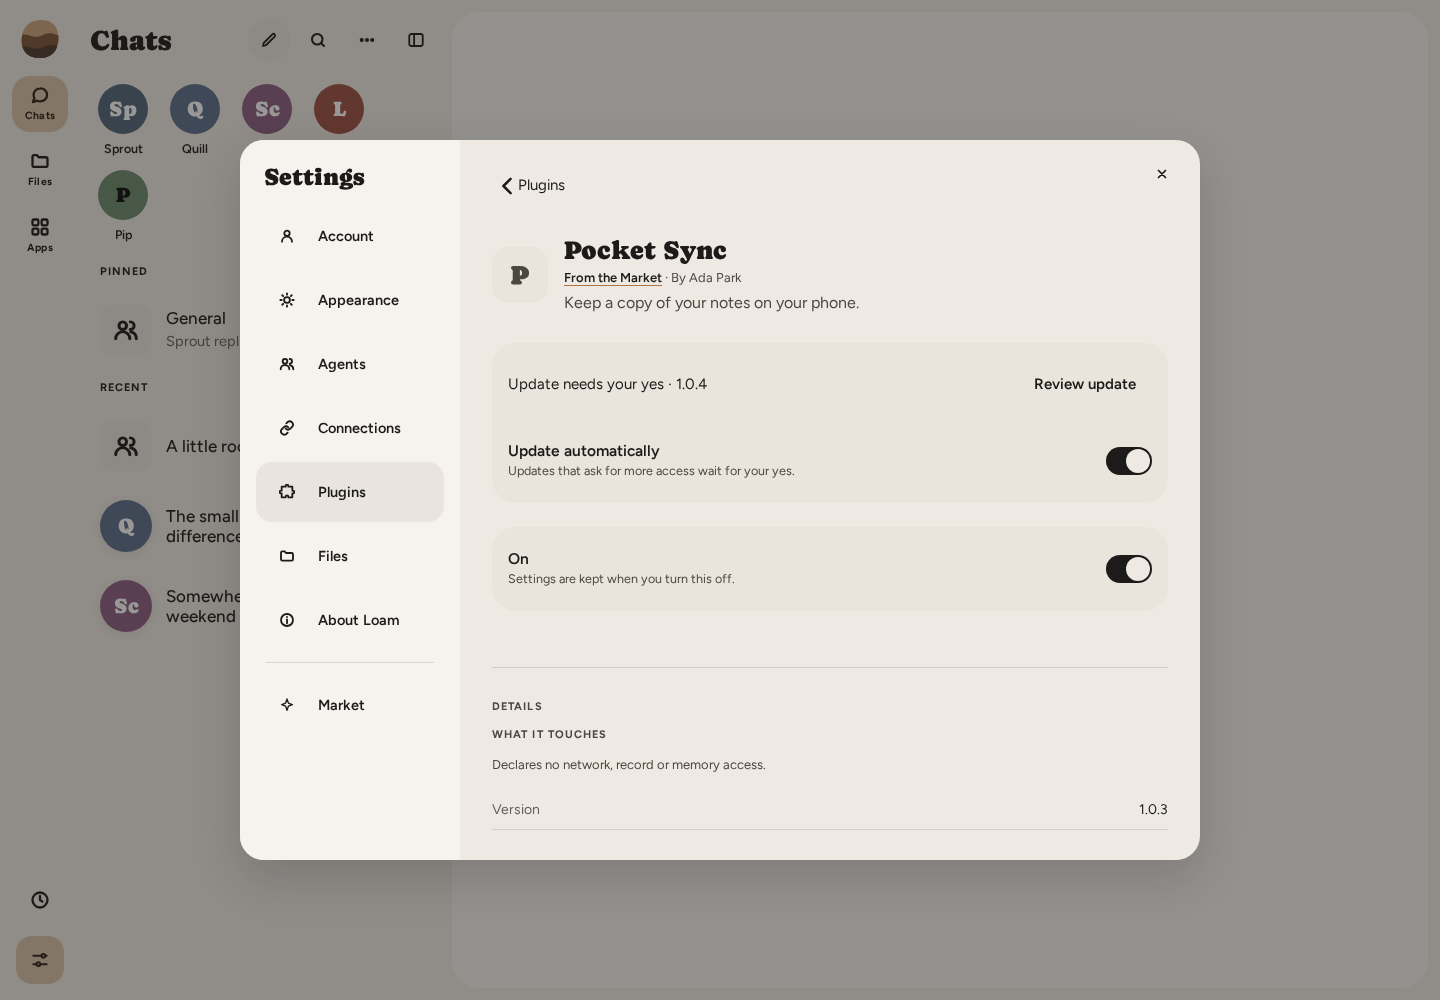 Chats
Chats
Files
Apps
Sp
Q
Sc
L
Sprout
Quill
P
Pip
PINNED
General
Sprout repl
RECENT
A little roo
Q
The small
difference
Sc
Somewhe
weekend
Settings
Account
Appearance
Agents
Connections
Plugins
Files
About Loam
Market
Plugins
P
Pocket Sync
From the Market · By Ada Park
Keep a copy of your notes on your phone.
Update needs your yes · 1.0.4
Review update
Update automatically
Updates that ask for more access wait for your yes.
On
Settings are kept when you turn this off.
DETAILS
WHAT IT TOUCHES
Declares no network, record or memory access.
Version
1.0.3